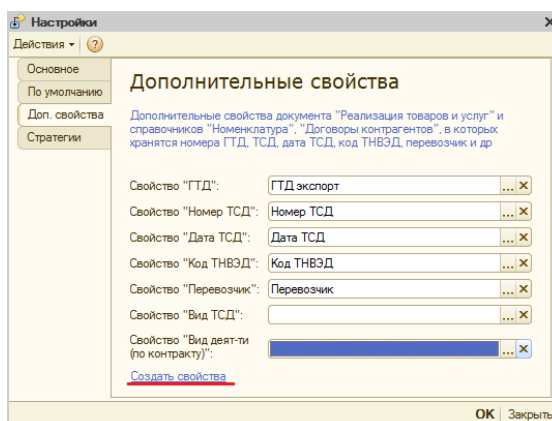 Настройки
Действия
Основное
По умолчанию
Доп. свойства
Стратегии
Дополнительные свойства
Дополнительные свойства документа "Реализация товаров и услуг" и
справочников "Номенклатура", "Договоры контрагентов", в которых
хранятся номера ГТД, ТСД, дата ТСД, код ТНВЭД, перевозчик и др
Свойство "ГТД": ГТД экспорт
Свойство "Номер ТСД": Номер ТСД
Свойство "Дата ТСД": Дата ТСД
Свойство "Код ТНВЭД": Код ТНВЭД
Свойство "Перевозчик": Перевозчик
Свойство "Вид ТСД":
Свойство "Вид деят-ти
(по контракту)":
Создать свойства
OK Закрыть